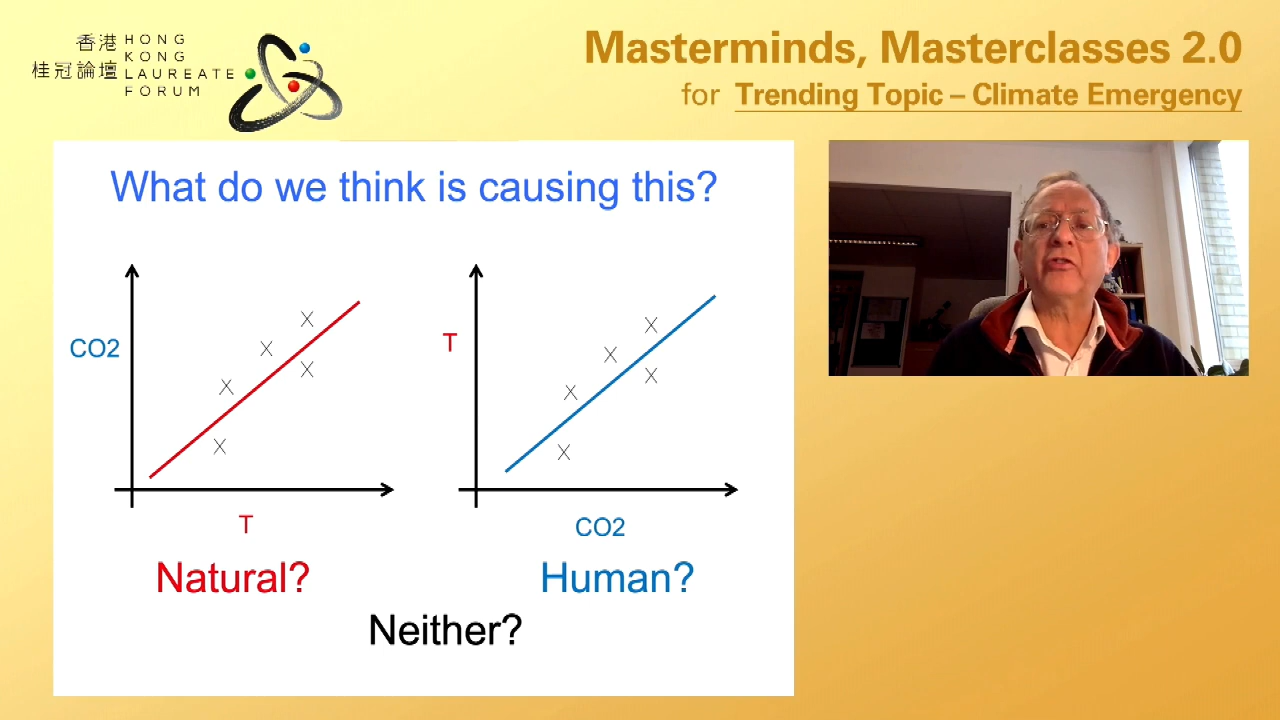 香港
桂冠論壇
HONG
KONG
LAUREATE
FORUM
Masterminds, Masterclasses 2.0
for Trending Topic – Climate Emergency
What do we think is causing this?
CO2
T
Natural?
T
CO2
Human?
Neither?